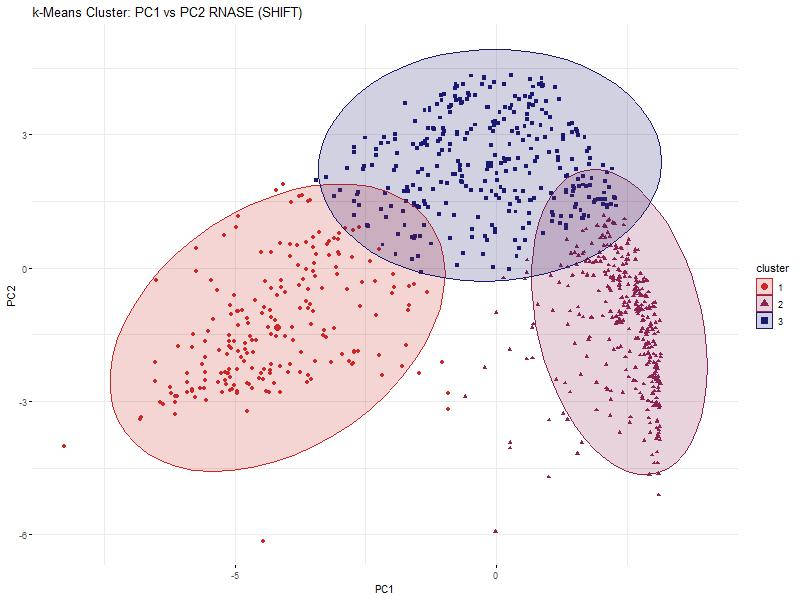 k-Means Cluster: PC1 vs PC2 RNASE (SHIFT)
3
0
-3
-6
PC2
-5
0
PC1
cluster
1
2
3